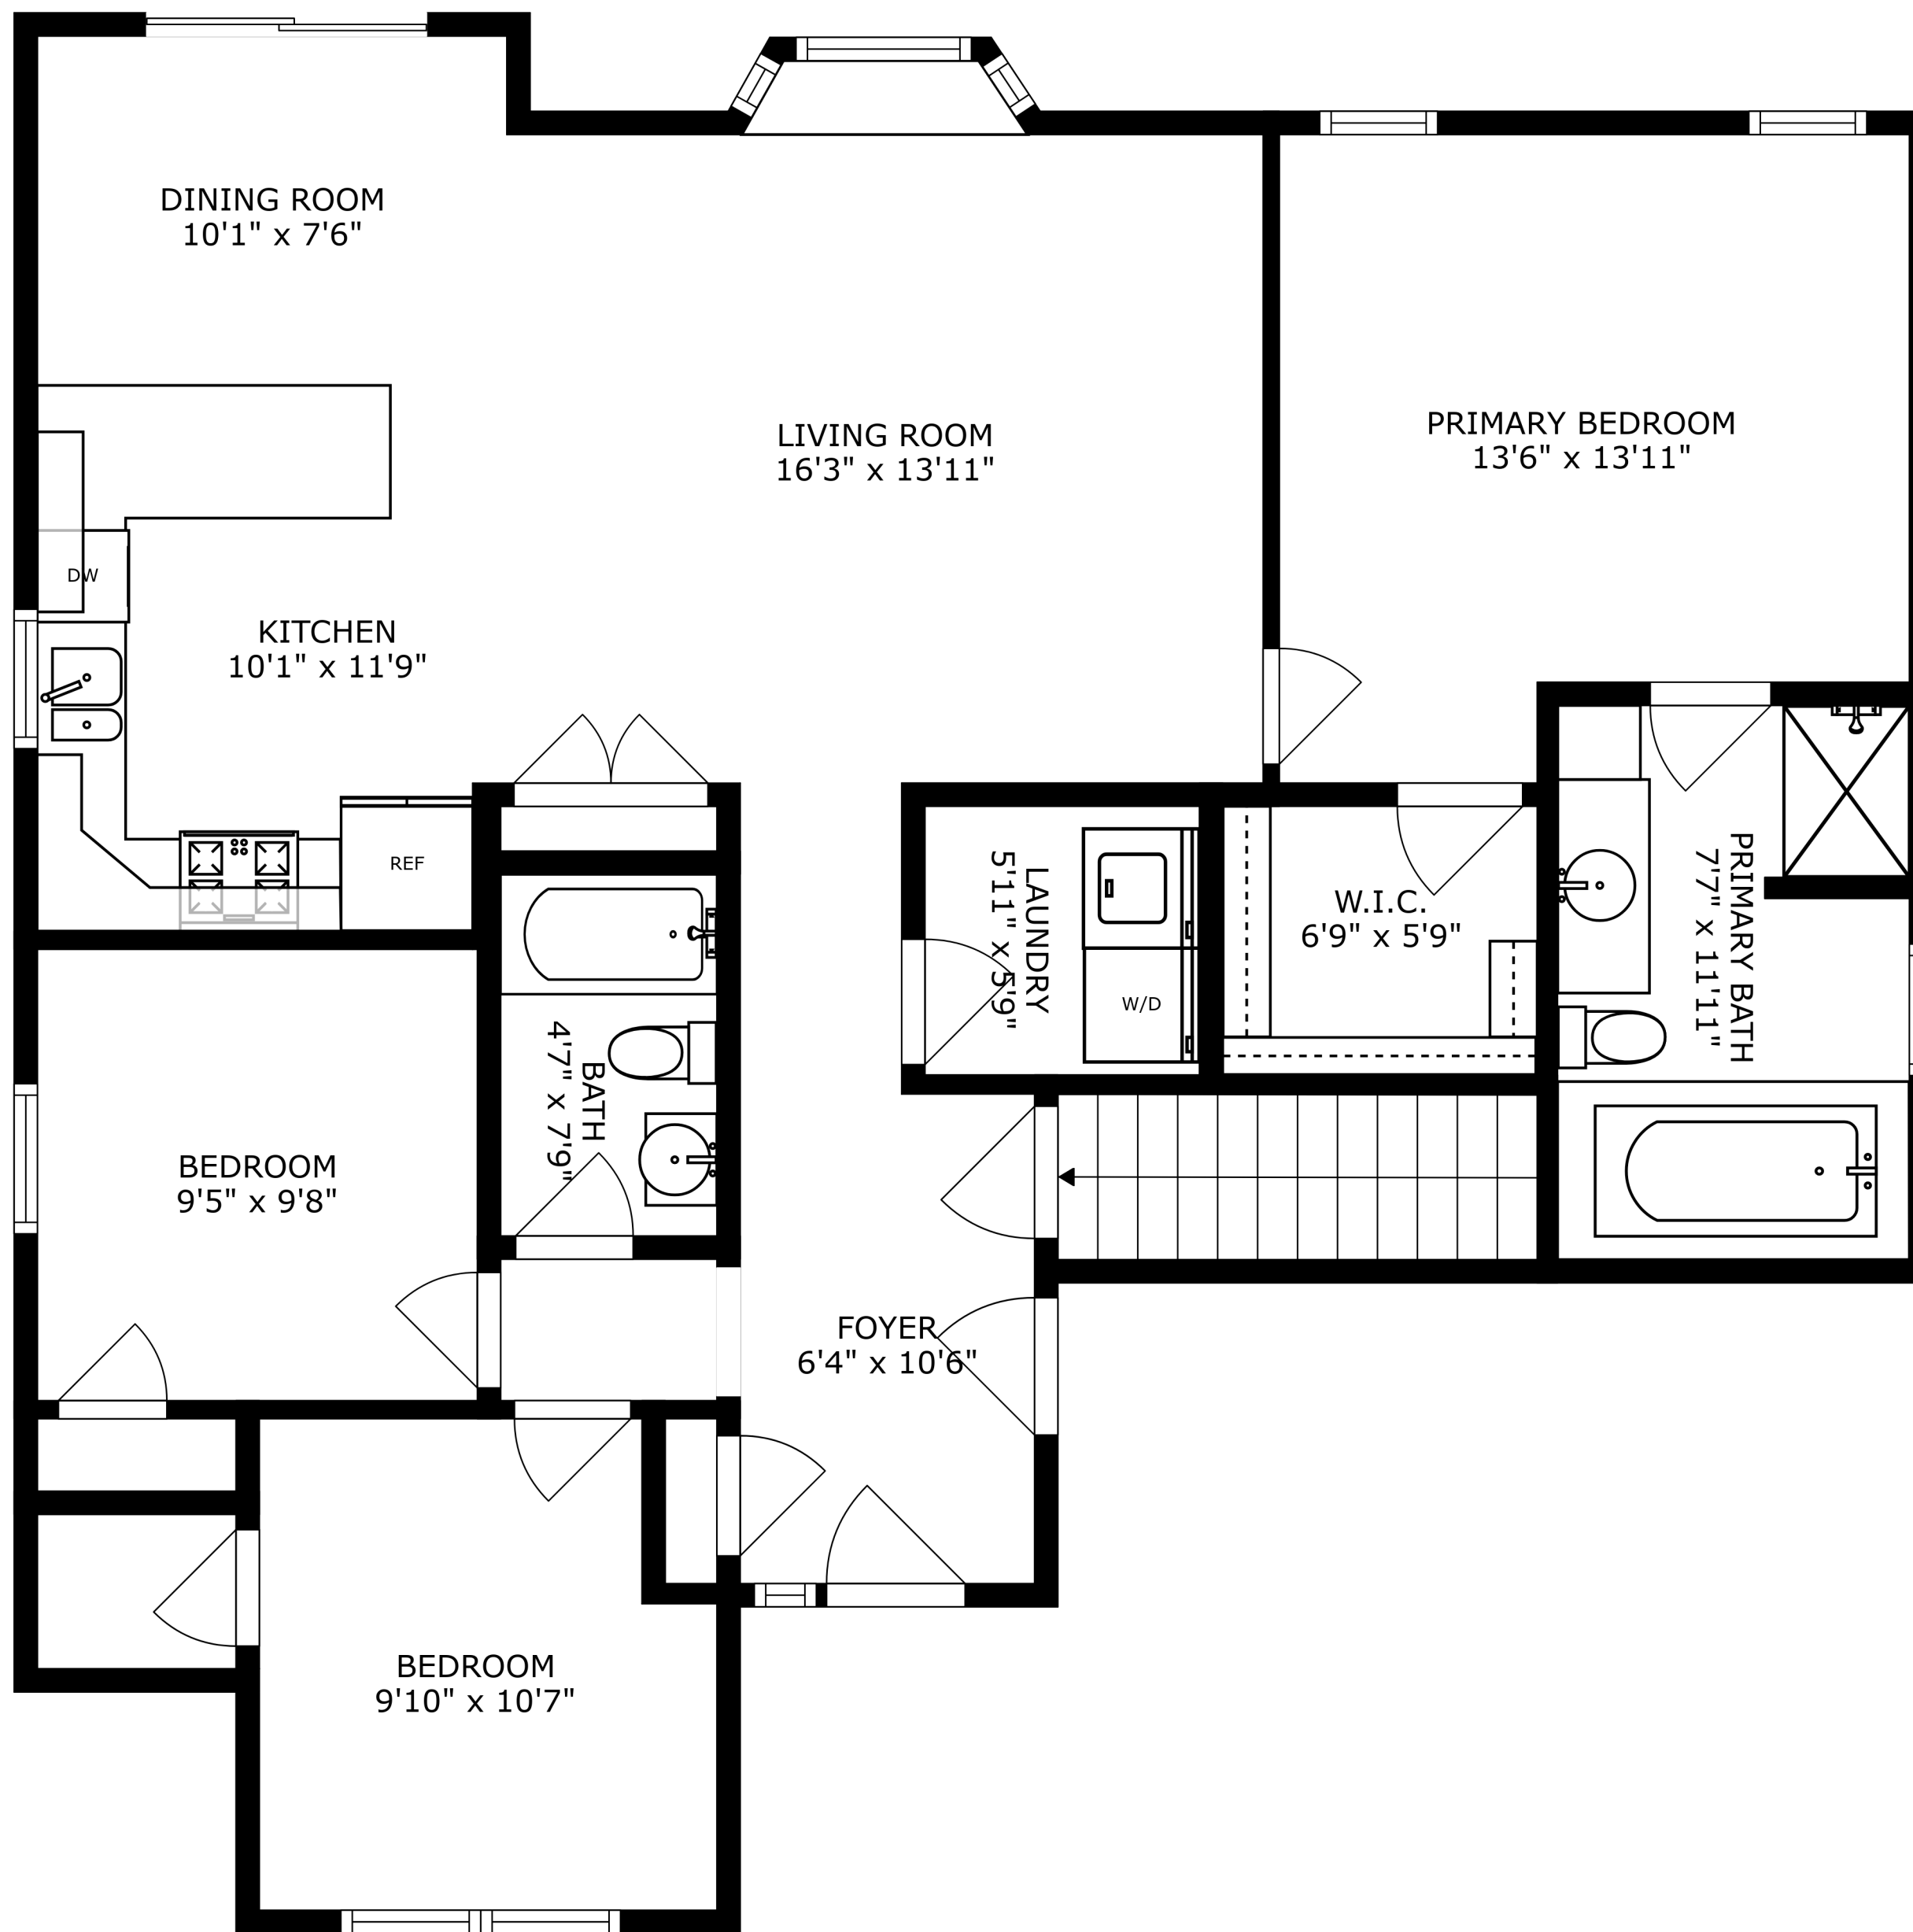 DINING ROOM
10'1" x 7'6"
LIVING ROOM
16'3" x 13'11"
PRIMARY BEDROOM
13'6" x 13'11"
DW
KITCHEN
10'1" x 11'9"
REF
LAUNDRY
5'11" x 5'9"
W/D
W.I.C.
6'9" x 5'9"
PRIMARY BATH
7'7" x 11'11"
BATH
4'7" x 7'9"
BEDROOM
9'5" x 9'8"
FOYER
6'4" x 10'6"
BEDROOM
9'10" x 10'7"